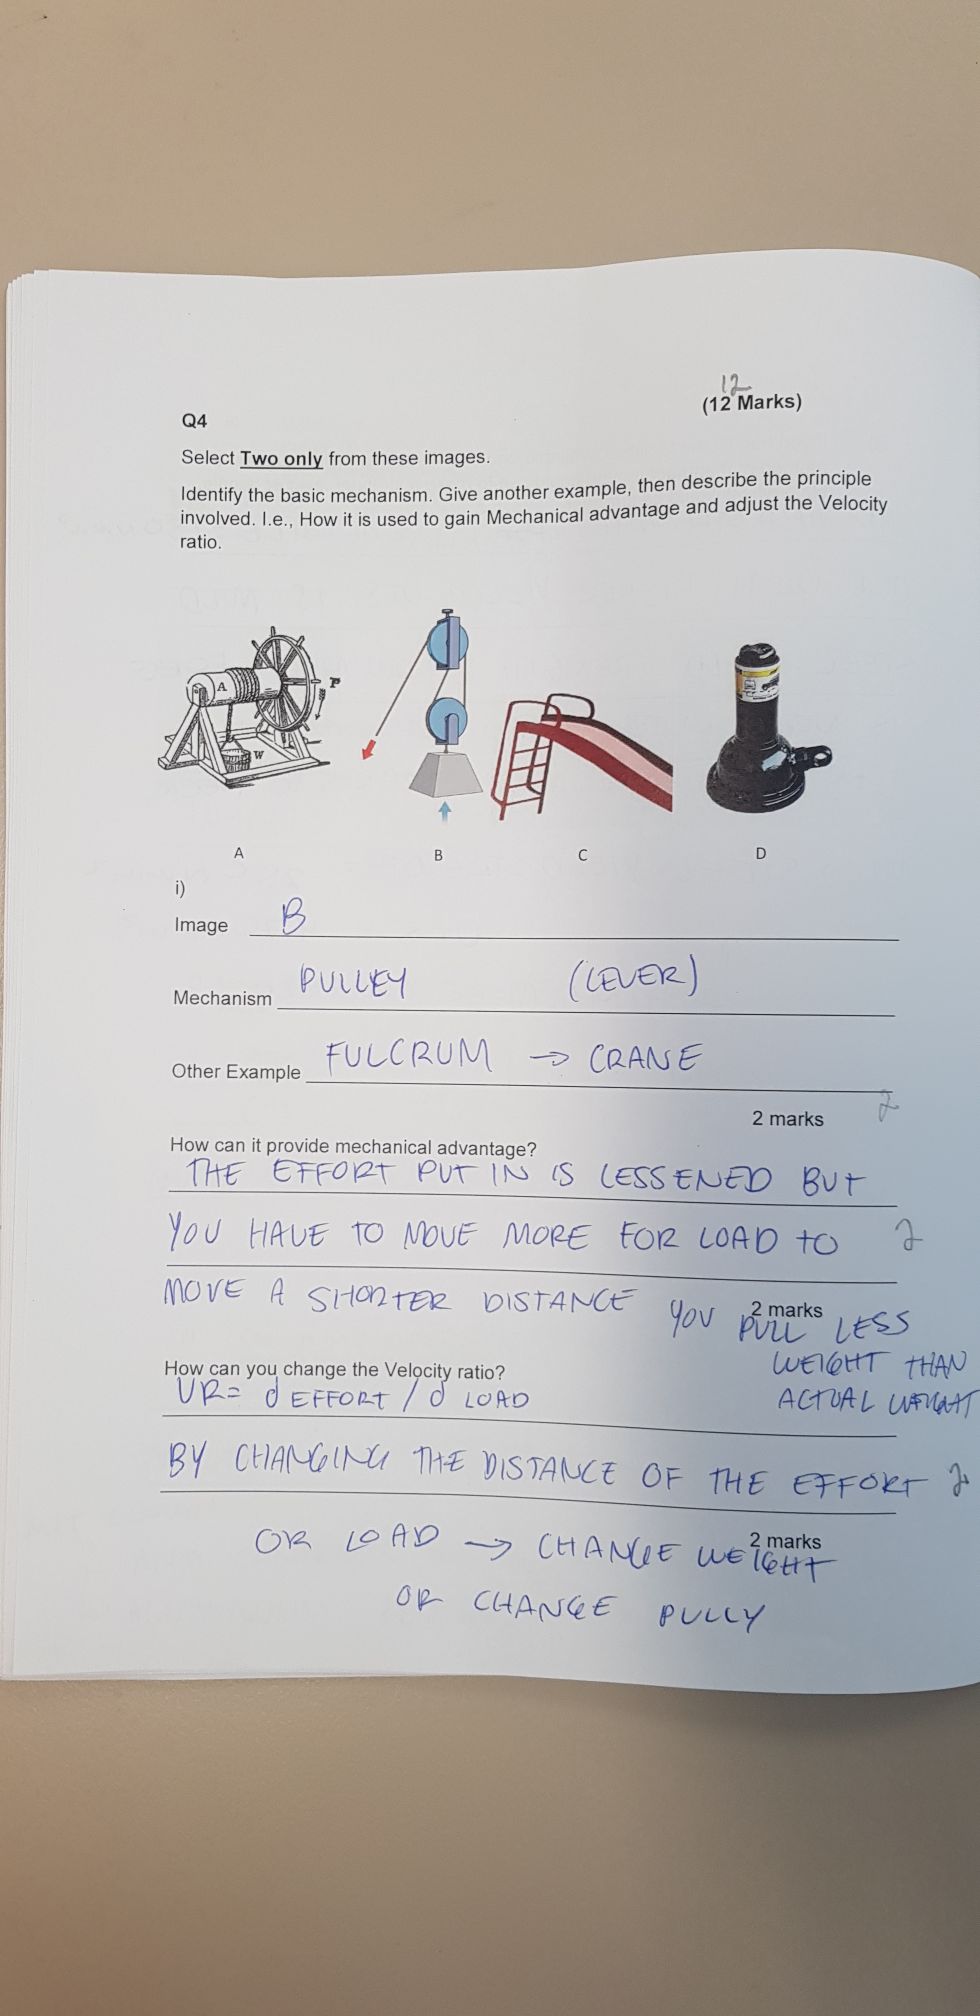 12
(12 Marks)
Q4
Select Two only from these images.
Identify the basic mechanism. Give another example, then describe the principle
involved. I.e., How it is used to gain Mechanical advantage and adjust the Velocity
ratio.
A
P
W
A
B
C
D
i)
Image B
Mechanism PULLEY (LEVER)
Other Example FULCRUM → CRANE
2 marks 2
How can it provide mechanical advantage?
THE EFFORT PUT IN IS LESSENED BUT
YOU HAVE TO MOVE MORE FOR LOAD TO 2
MOVE A SHORTER DISTANCE YOU PULL LESS
2 marks
WEIGHT THAN
ACTUAL WEIGHT
How can you change the Velocity ratio?
VR= d EFFORT / d LOAD
BY CHANGING THE DISTANCE OF THE EFFORT 2
2 marks
OR LOAD → CHANGE WEIGHT
OR CHANGE PULLY